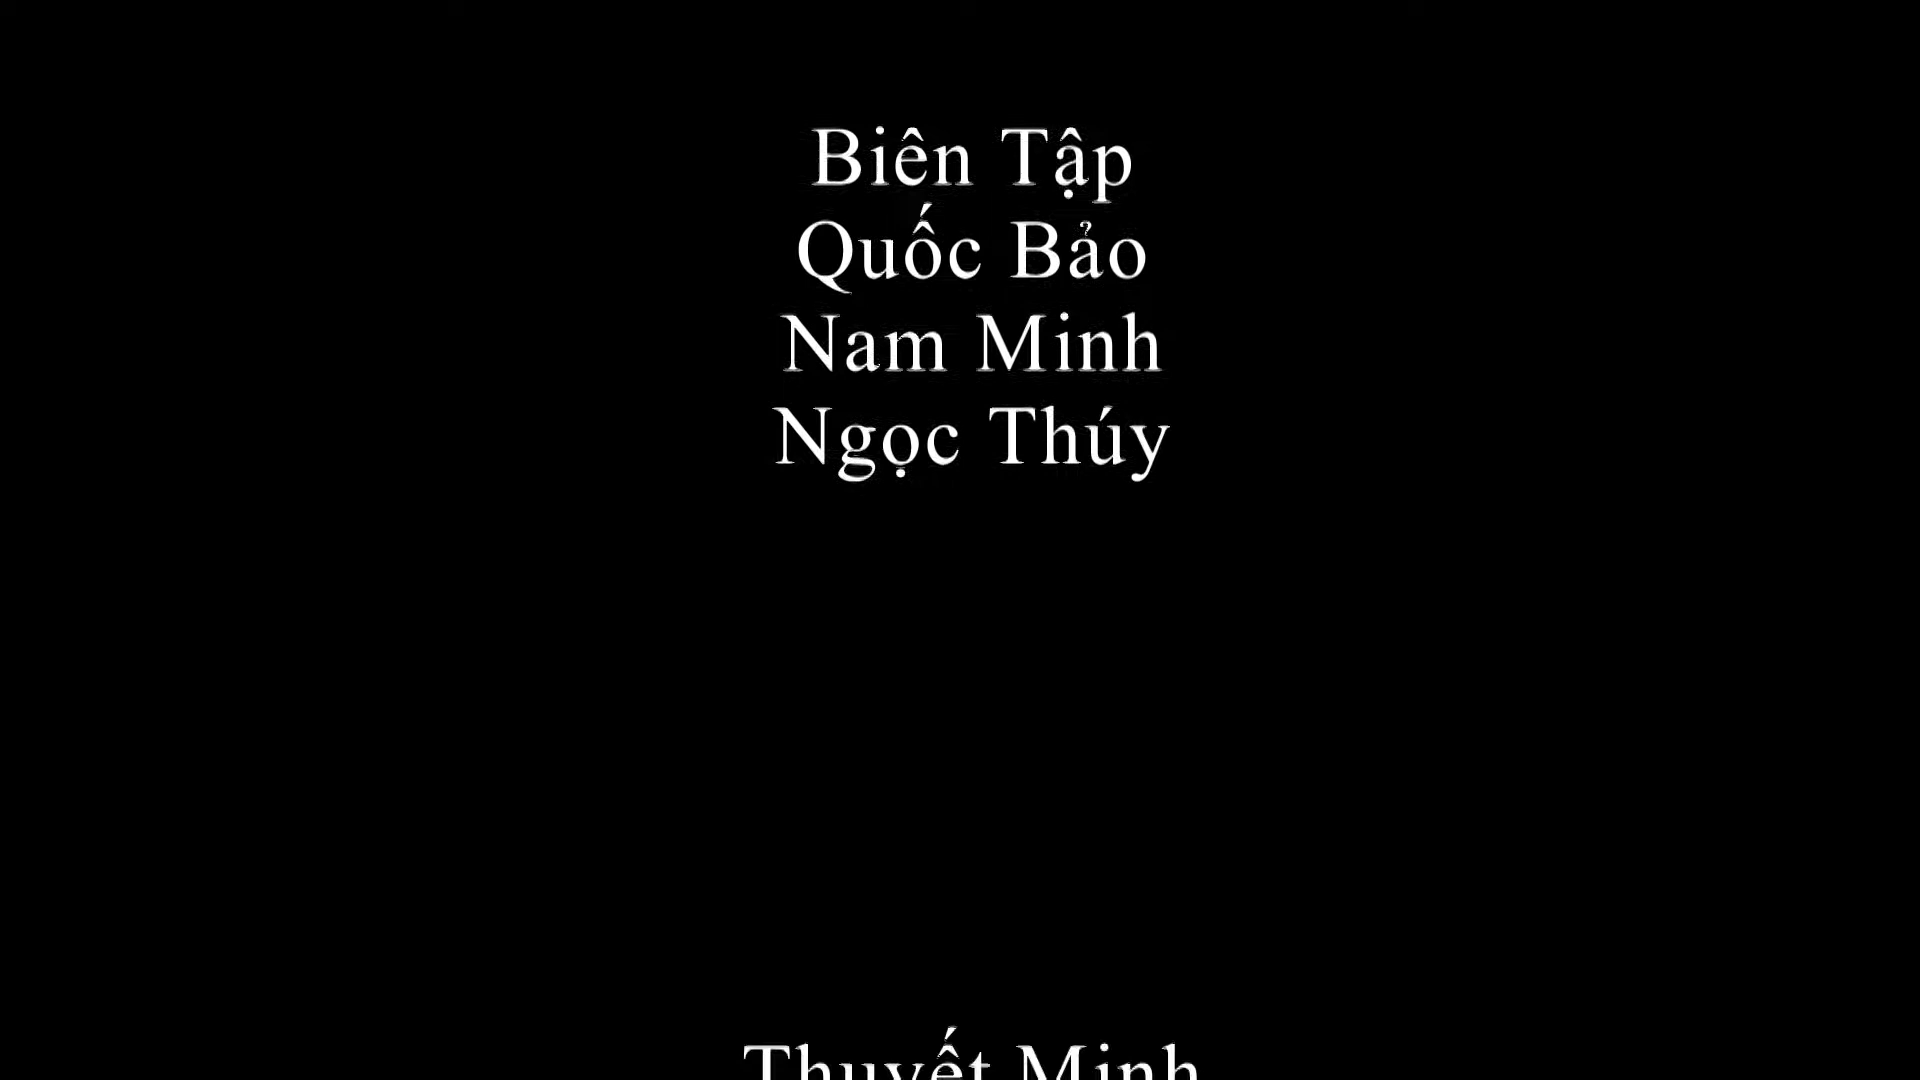 Biên Tập
Quốc Bảo
Nam Minh
Ngọc Thúy
Thuyết Minh